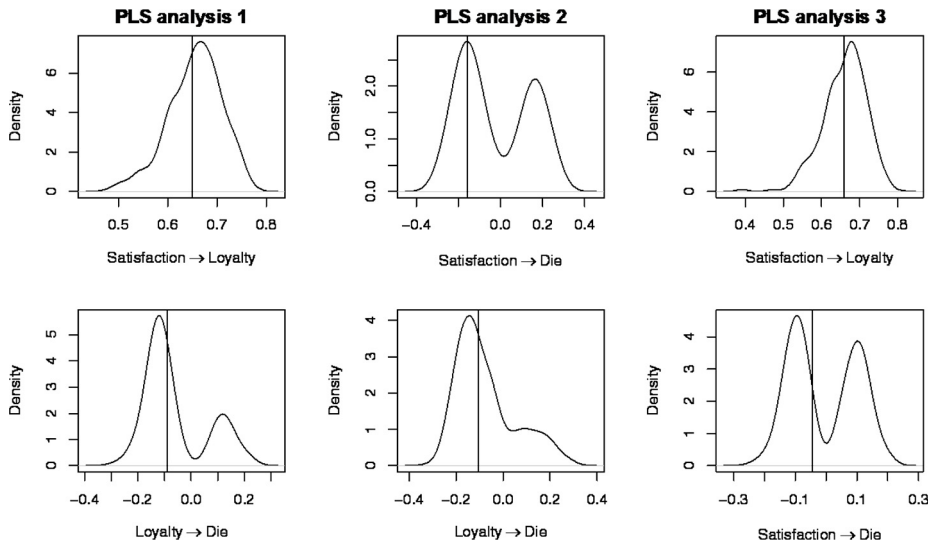 PLS analysis 1
PLS analysis 2
PLS analysis 3
Density
0 2 4 6
0.5 0.6 0.7 0.8
Satisfaction → Loyalty
Density
0.0 1.0 2.0
−0.4 0.0 0.2 0.4
Satisfaction → Die
Density
0 2 4 6
0.4 0.5 0.6 0.7 0.8
Satisfaction → Loyalty
Density
0 1 2 3 4 5
−0.4 −0.2 0.0 0.2
Loyalty → Die
Density
0 1 2 3 4
−0.4 −0.2 0.0 0.2 0.4
Loyalty → Die
Density
0 1 2 3 4
−0.3 −0.1 0.1 0.3
Satisfaction → Die